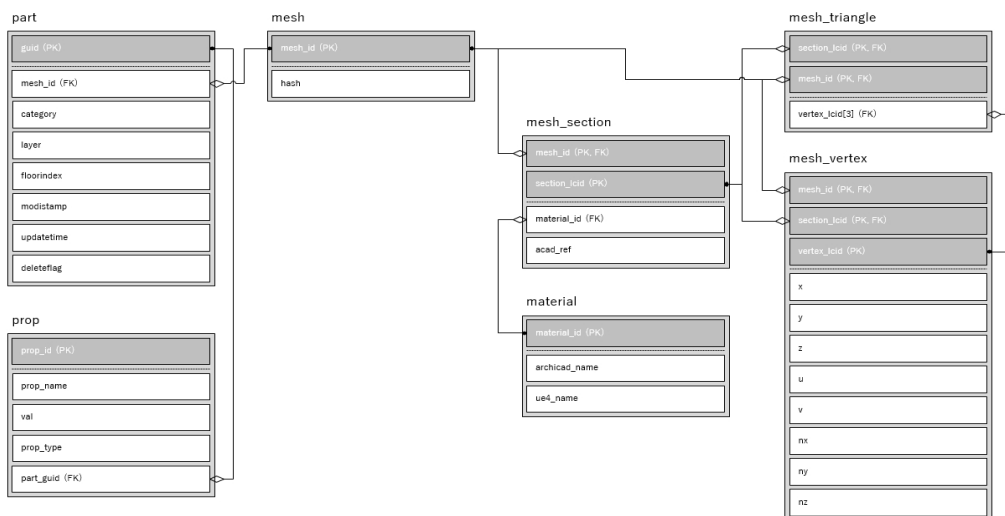 part
guid (PK)
mesh_id (FK)
category
layer
floorindex
modistamp
updatetime
deleteflag
prop
prop_id (PK)
prop_name
val
prop_type
part_guid (FK)
mesh
mesh_id (PK)
hash
mesh_section
mesh_id (PK, FK)
section_lcid (PK)
material_id (FK)
acad_ref
material
material_id (PK)
archicad_name
ue4_name
mesh_triangle
section_lcid (PK, FK)
mesh_id (PK, FK)
vertex_lcid[3] (FK)
mesh_vertex
mesh_id (PK, FK)
section_lcid (PK, FK)
vertex_lcid (PK)
x
y
z
u
v
nx
ny
nz